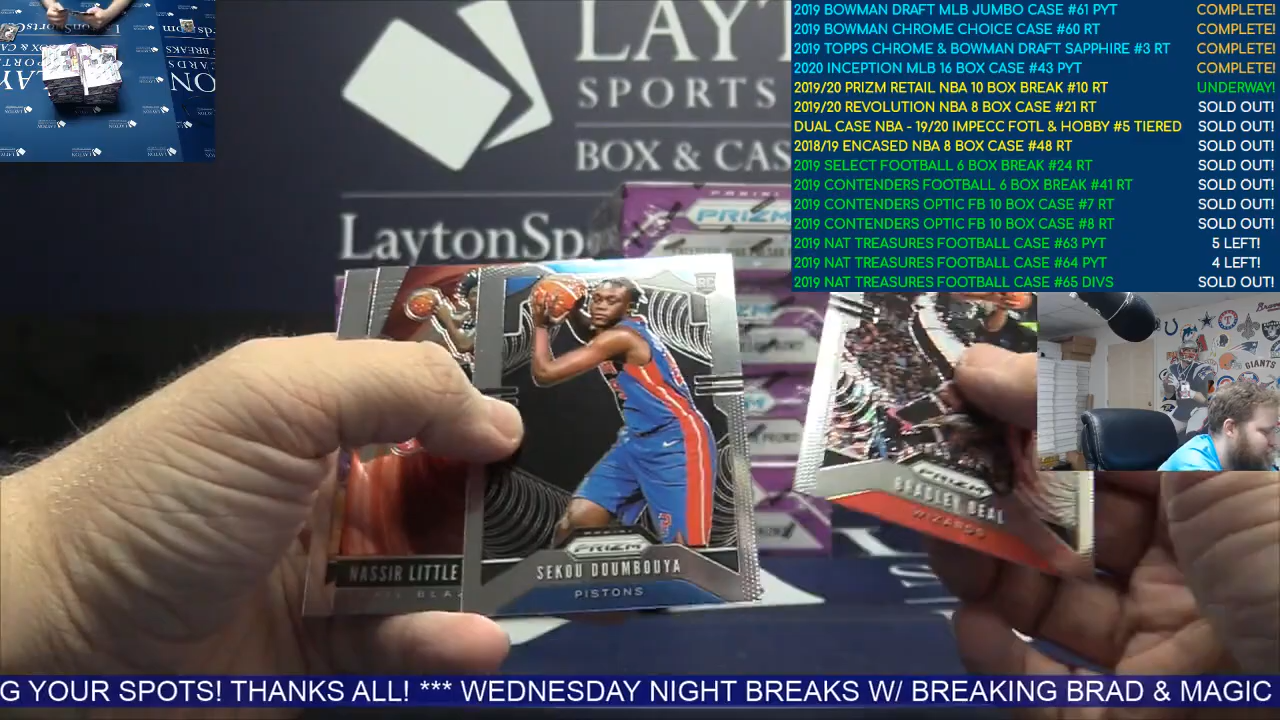 2019 BOWMAN DRAFT MLB JUMBO CASE #61 PYT COMPLETE!
2019 BOWMAN CHROME CHOICE CASE #60 RT COMPLETE!
2019 TOPPS CHROME & BOWMAN DRAFT SAPPHIRE #3 RT COMPLETE!
2020 INCEPTION MLB 16 BOX CASE #43 PYT COMPLETE!
2019/20 PRIZM RETAIL NBA 10 BOX BREAK #10 RT UNDERWAY!
2019/20 REVOLUTION NBA 8 BOX CASE #21 RT SOLD OUT!
DUAL CASE NBA - 19/20 IMPECC FOTL & HOBBY #5 TIERED SOLD OUT!
2018/19 ENCASED NBA 8 BOX CASE #48 RT SOLD OUT!
2019 SELECT FOOTBALL 6 BOX BREAK #24 RT SOLD OUT!
2019 CONTENDERS FOOTBALL 6 BOX BREAK #41 RT SOLD OUT!
2019 CONTENDERS OPTIC FB 10 BOX CASE #7 RT SOLD OUT!
2019 CONTENDERS OPTIC FB 10 BOX CASE #8 RT SOLD OUT!
2019 NAT TREASURES FOOTBALL CASE #63 PYT 5 LEFT!
2019 NAT TREASURES FOOTBALL CASE #64 PYT 4 LEFT!
2019 NAT TREASURES FOOTBALL CASE #65 DIVS SOLD OUT!
LAYT
SPORTS
BOX & CAS
LaytonSp
PANINI
PRIZM
NASSIR LITTLE
PRIZM
SEKOU DOUMBOUYA
PISTONS
PRIZM
BRADLEY BEAL
WIZARDS
GIANTS
G YOUR SPOTS! THANKS ALL! *** WEDNESDAY NIGHT BREAKS W/ BREAKING BRAD & MAGIC